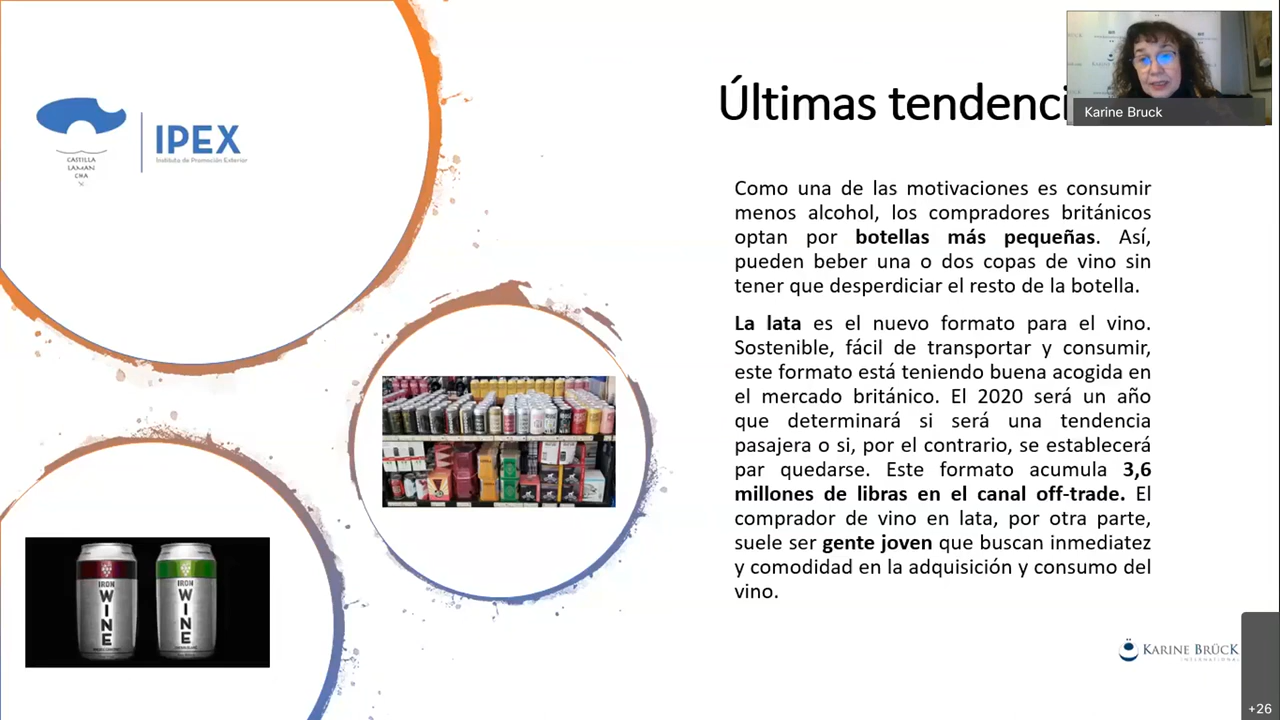 Últimas tendenci
Karine Bruck
CASTILLA
LAMAN
CHA
IPEX
Instituto de Promoción Exterior
Como una de las motivaciones es consumir
menos alcohol, los compradores británicos
optan por botellas más pequeñas. Así,
pueden beber una o dos copas de vino sin
tener que desperdiciar el resto de la botella.
La lata es el nuevo formato para el vino.
Sostenible, fácil de transportar y consumir,
este formato está teniendo buena acogida en
el mercado británico. El 2020 será un año
que determinará si será una tendencia
pasajera o si, por el contrario, se establecerá
par quedarse. Este formato acumula 3,6
millones de libras en el canal off-trade. El
comprador de vino en lata, por otra parte,
suele ser gente joven que buscan inmediatez
y comodidad en la adquisición y consumo del
vino.
IRON
WINE
IRON
WINE
KARINE BRÜCK
INTERNATIONAL
+26